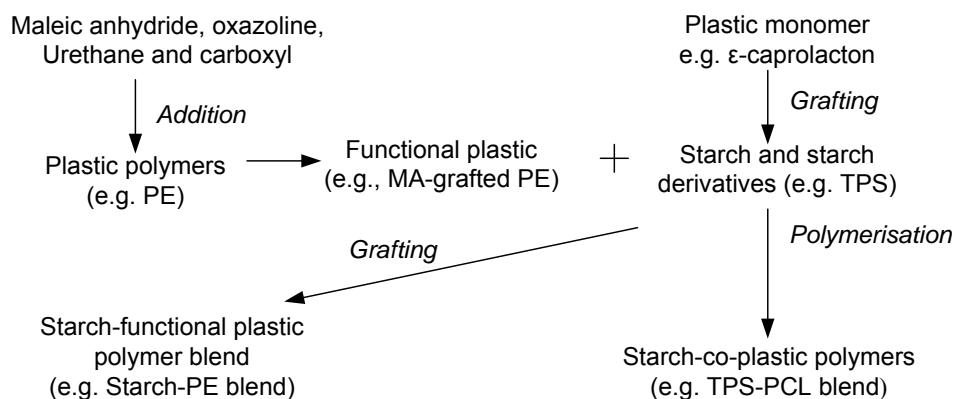 Maleic anhydride, oxazoline,
Urethane and carboxyl
Plastic monomer
e.g. ε-caprolacton
Addition
Grafting
Plastic polymers
(e.g. PE)
Functional plastic
(e.g., MA-grafted PE)
+
Starch and starch
derivatives (e.g. TPS)
Grafting
Polymerisation
Starch-functional plastic
polymer blend
(e.g. Starch-PE blend)
Starch-co-plastic polymers
(e.g. TPS-PCL blend)